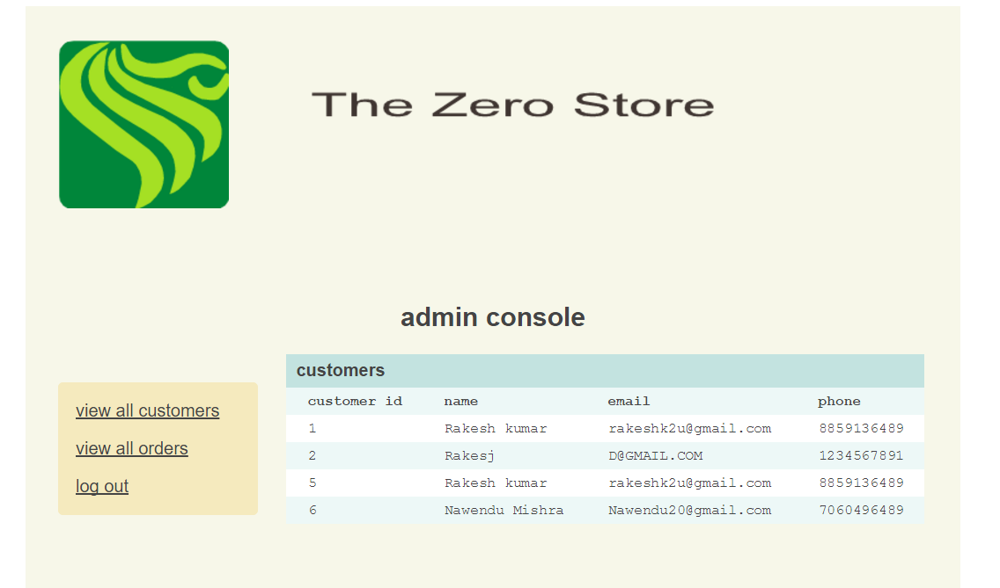 The Zero Store
admin console
customers
view all customers
view all orders
log out
customer id name email phone
1 Rakesh kumar rakeshk2u@gmail.com 8859136489
2 Rakesj D@GMAIL.COM 1234567891
5 Rakesh kumar rakeshk2u@gmail.com 8859136489
6 Nawendu Mishra Nawendu20@gmail.com 7060496489